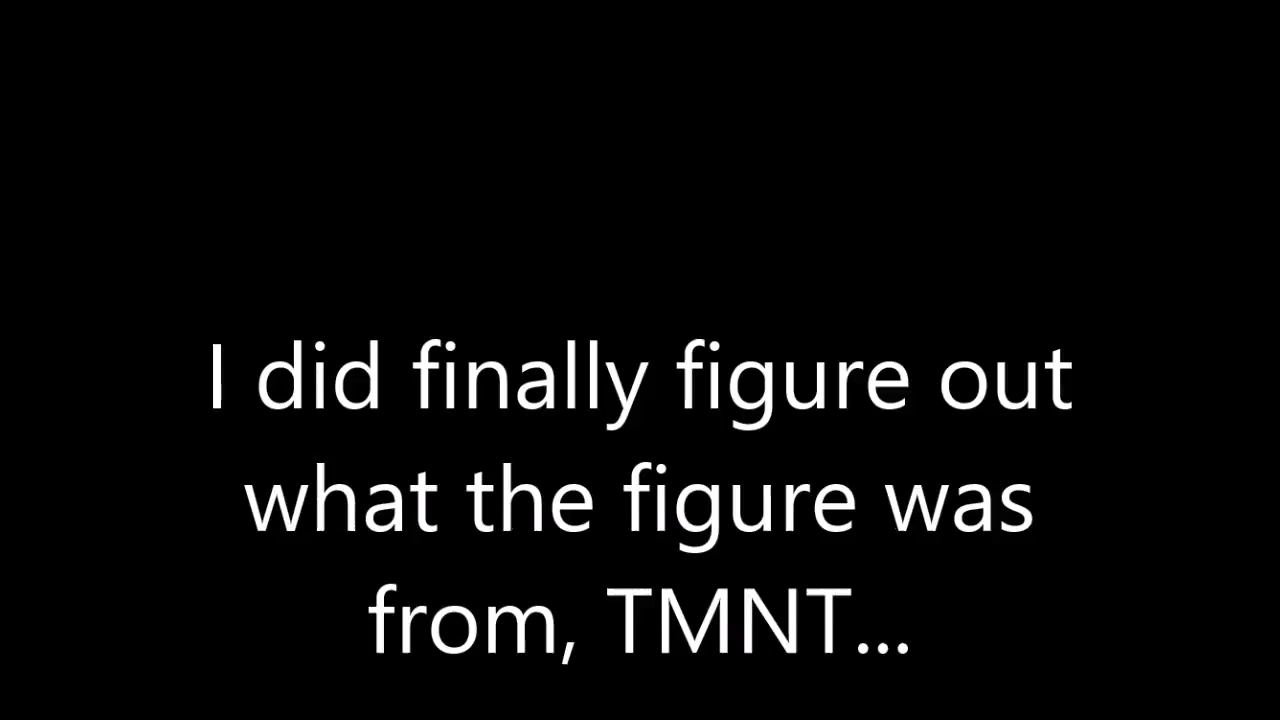 I did finally figure out
what the figure was
from, TMNT...